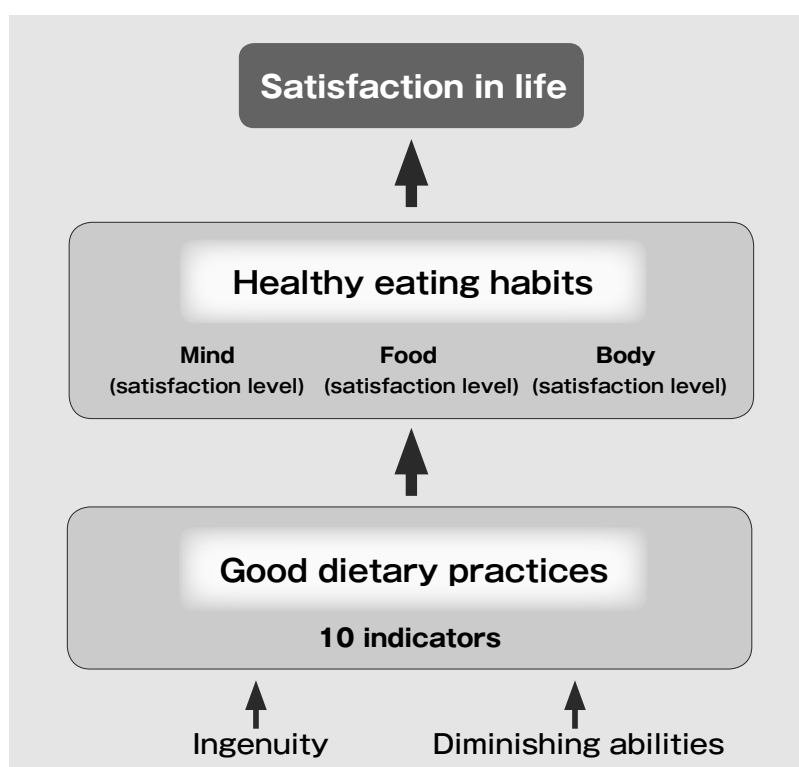 Satisfaction in life
Healthy eating habits
Mind Food Body
(satisfaction level) (satisfaction level) (satisfaction level)
Good dietary practices
10 indicators
Ingenuity Diminishing abilities